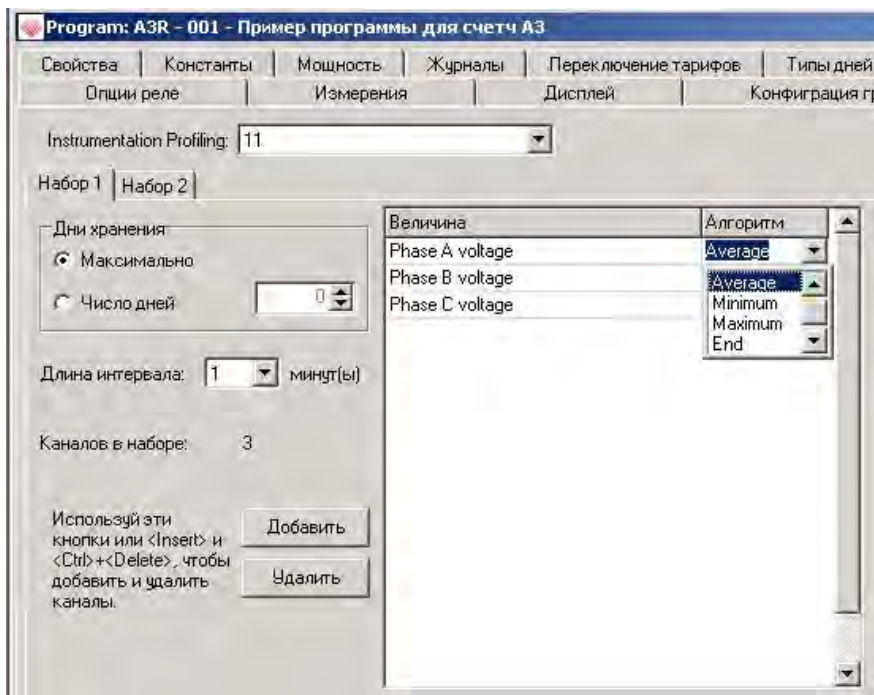 Program: A3R - 001 - Пример программы для счетч А3
Свойства Константы Мощность Журналы Переключение тарифов Типы дней
Опции реле Измерения Дисплей Конфиграция гр
Instrumentation Profiling: 11
Набор 1 Набор 2
Дни хранения
Максимально
Число дней 0
Длина интервала: 1 минут(ы)
Каналов в наборе: 3
Используй эти
кнопки или <Insert> и
<Ctrl>+<Delete>, чтобы
добавить и удалить
каналы.
Добавить
Удалить
Величина Алгоритм
Phase A voltage Average
Phase B voltage
Phase C voltage
Average
Minimum
Maximum
End